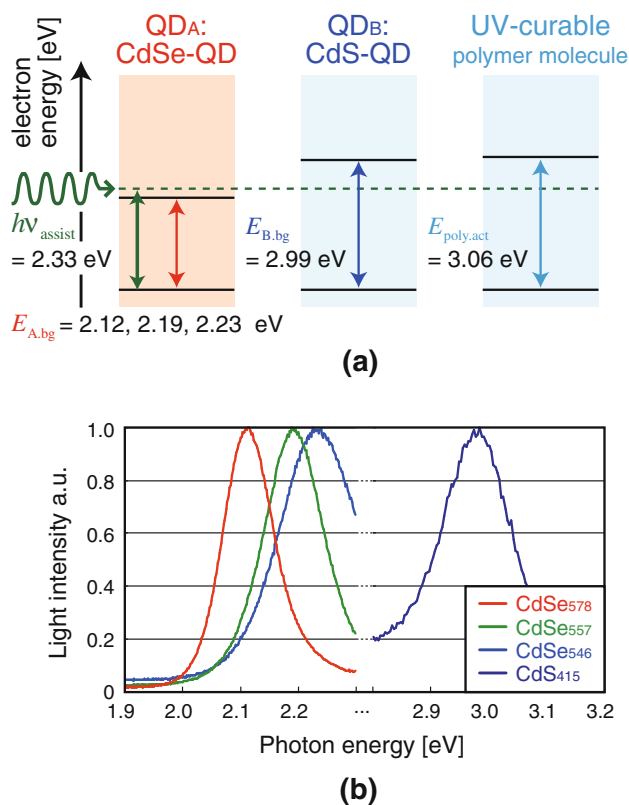 QDA:
CdSe-QD
QDB:
CdS-QD
UV-curable
polymer molecule
electron
energy [eV]
hνassist
= 2.33 eV
EB.bg
= 2.99 eV
Epoly.act
= 3.06 eV
EA.bg = 2.12, 2.19, 2.23 eV
(a)
Light intensity a.u.
1.0
0.8
0.6
0.4
0.2
0
CdSe578
CdSe557
CdSe546
CdS415
1.9 2.0 2.1 2.2 ... 2.9 3.0 3.1 3.2
Photon energy [eV]
(b)